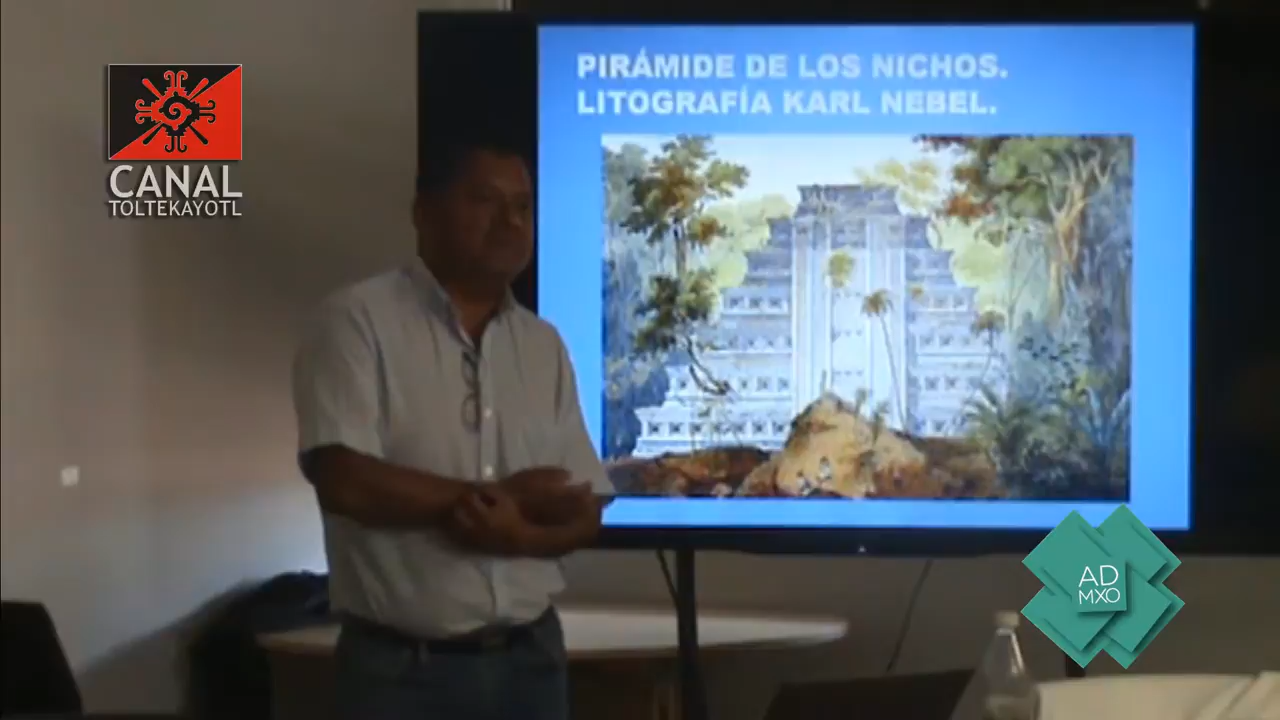 PIRÁMIDE DE LOS NICHOS.
LITOGRAFÍA KARL NEBEL.
CANAL
TOLTEKAYOTL
AD
MXO